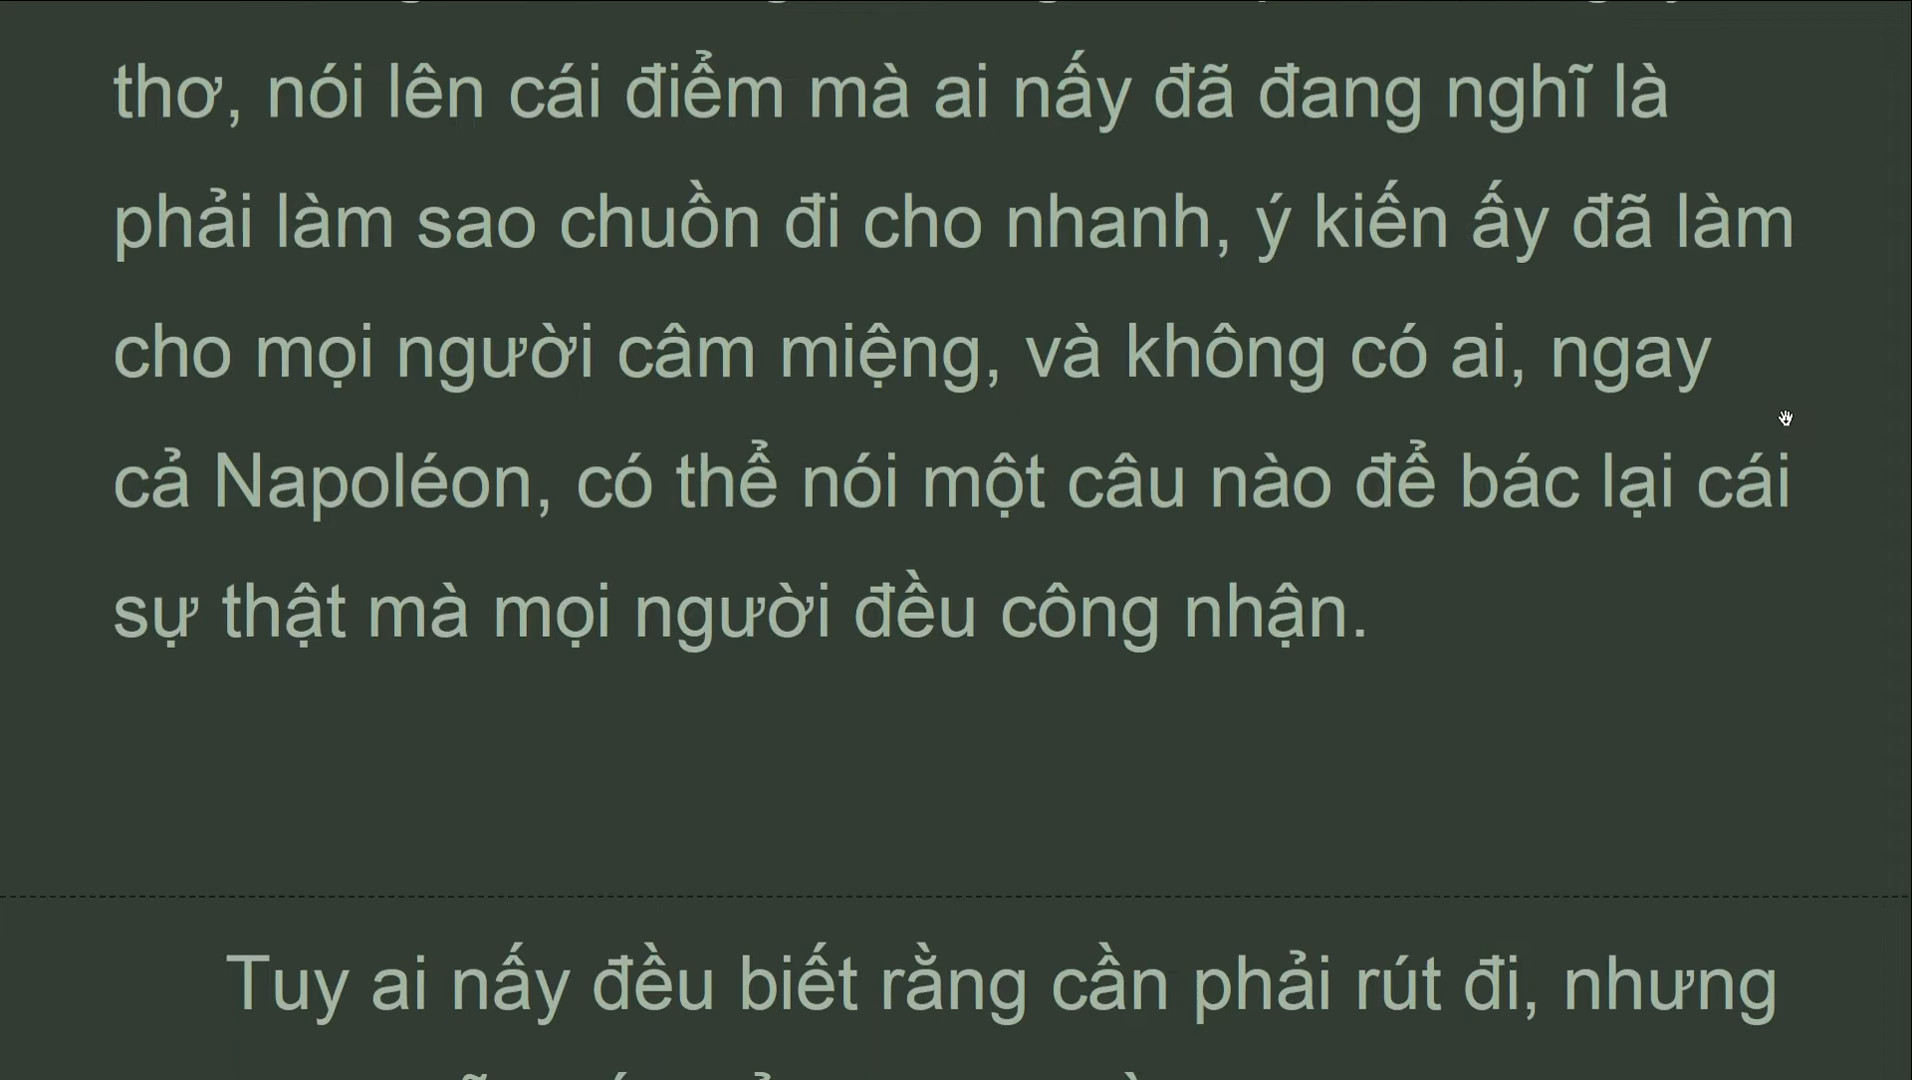 thơ, nói lên cái điểm mà ai nấy đã đang nghĩ là
phải làm sao chuồn đi cho nhanh, ý kiến ấy đã làm
cho mọi người câm miệng, và không có ai, ngay
cả Napoléon, có thể nói một câu nào để bác lại cái
sự thật mà mọi người đều công nhận.
Tuy ai nấy đều biết rằng cần phải rút đi, nhưng